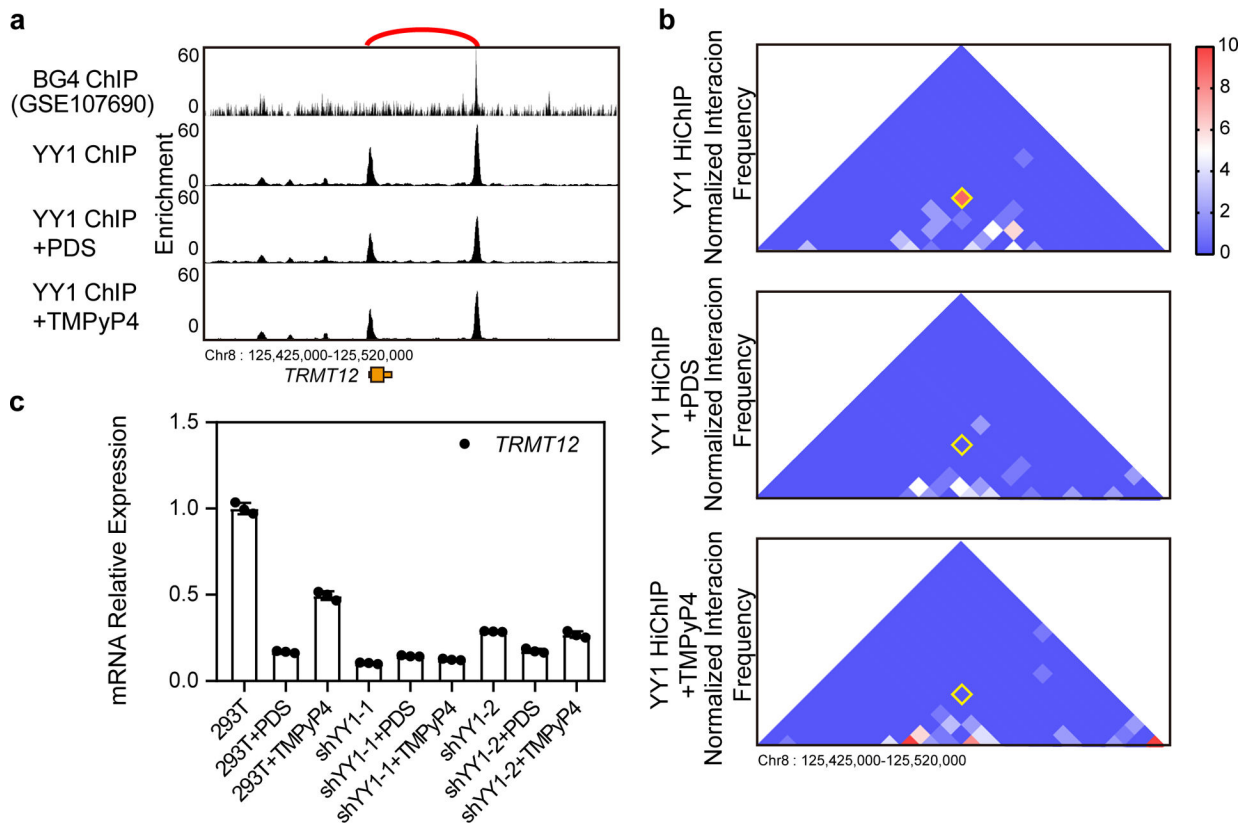 a
BG4 ChIP
(GSE107690)
YY1 ChIP
YY1 ChIP
+PDS
YY1 ChIP
+TMPyP4
Enrichment
60
0
60
0
60
0
60
0
Chr8 : 125,425,000-125,520,000
TRMT12
b
YY1 HiChIP
Normalized Interacion
Frequency
10
8
6
4
2
0
YY1 HiChIP
+PDS
Normalized Interacion
Frequency
YY1 HiChIP
+TMPyP4
Normalized Interacion
Frequency
Chr8 : 125,425,000-125,520,000
c
mRNA Relative Expression
1.5
1.0
0.5
0.0
TRMT12
293T
293T+PDS
293T+TMPyP4
shYY1-1
shYY1-1+PDS
shYY1-1+TMPyP4
shYY1-2
shYY1-2+PDS
shYY1-2+TMPyP4